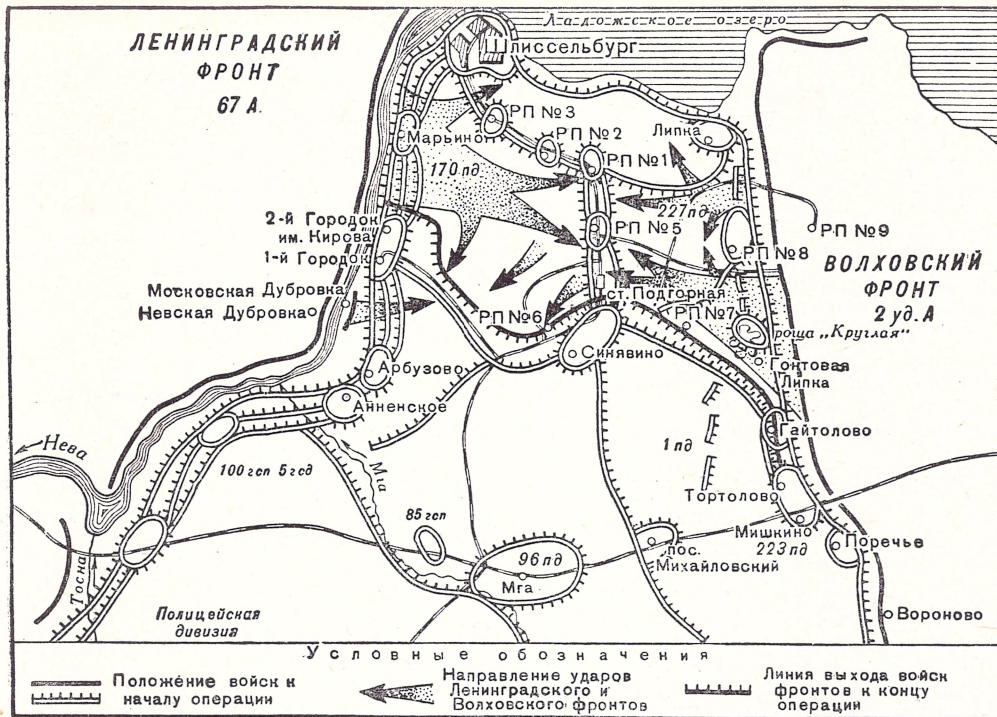 Ладожское озеро
ЛЕНИНГРАДСКИЙ
ФРОНТ
67 А.
Шлиссельбург
РП №3
РП №2
Липка
Марьино
РП №1
170 пд
227 пд
2-й Городок
им. Кирова
РП №5
РП №9
1-й Городок
РП №8
ВОЛХОВСКИЙ
ФРОНТ
2 уд. А
Московская Дубровка
Невская Дубровка
ст. Подгорная
РП №6
РП №7
роща „Круглая"
Синявино
Гонтовая
Липка
Арбузово
Анненское
Гайтолово
Нева
Мга
1 пд
100 гсп 5 гсд
Тортолово
85 гсп
Мишкино
223 пд
Поречье
96 пд
пос.
Михайловский
Мга
Тосна
Вороново
Полицейская
дивизия
Условные обозначения
Положение войск к
началу операции
Направление ударов
Ленинградского и
Волховского фронтов
Линия выхода войск
фронтов к концу
операции